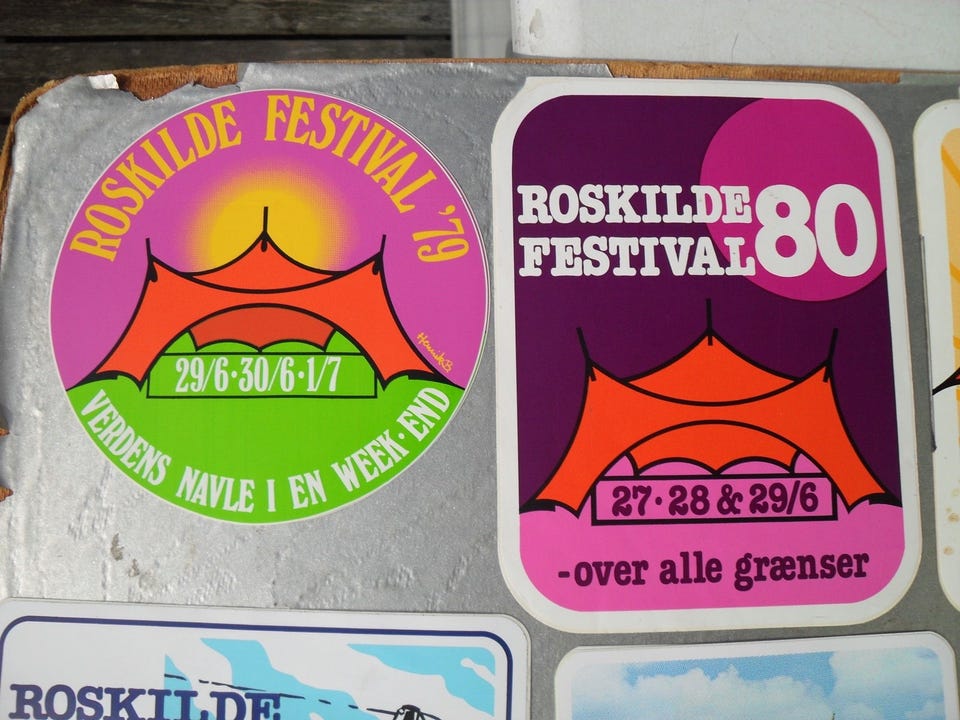 ROSKILDE FESTIVAL '79
Henrik B
29/6·30/6·1/7
VERDENS NAVLE I EN WEEK·END
ROSKILDE 80
FESTIVAL
27·28 & 29/6
-over alle grænser
ROSKILDE